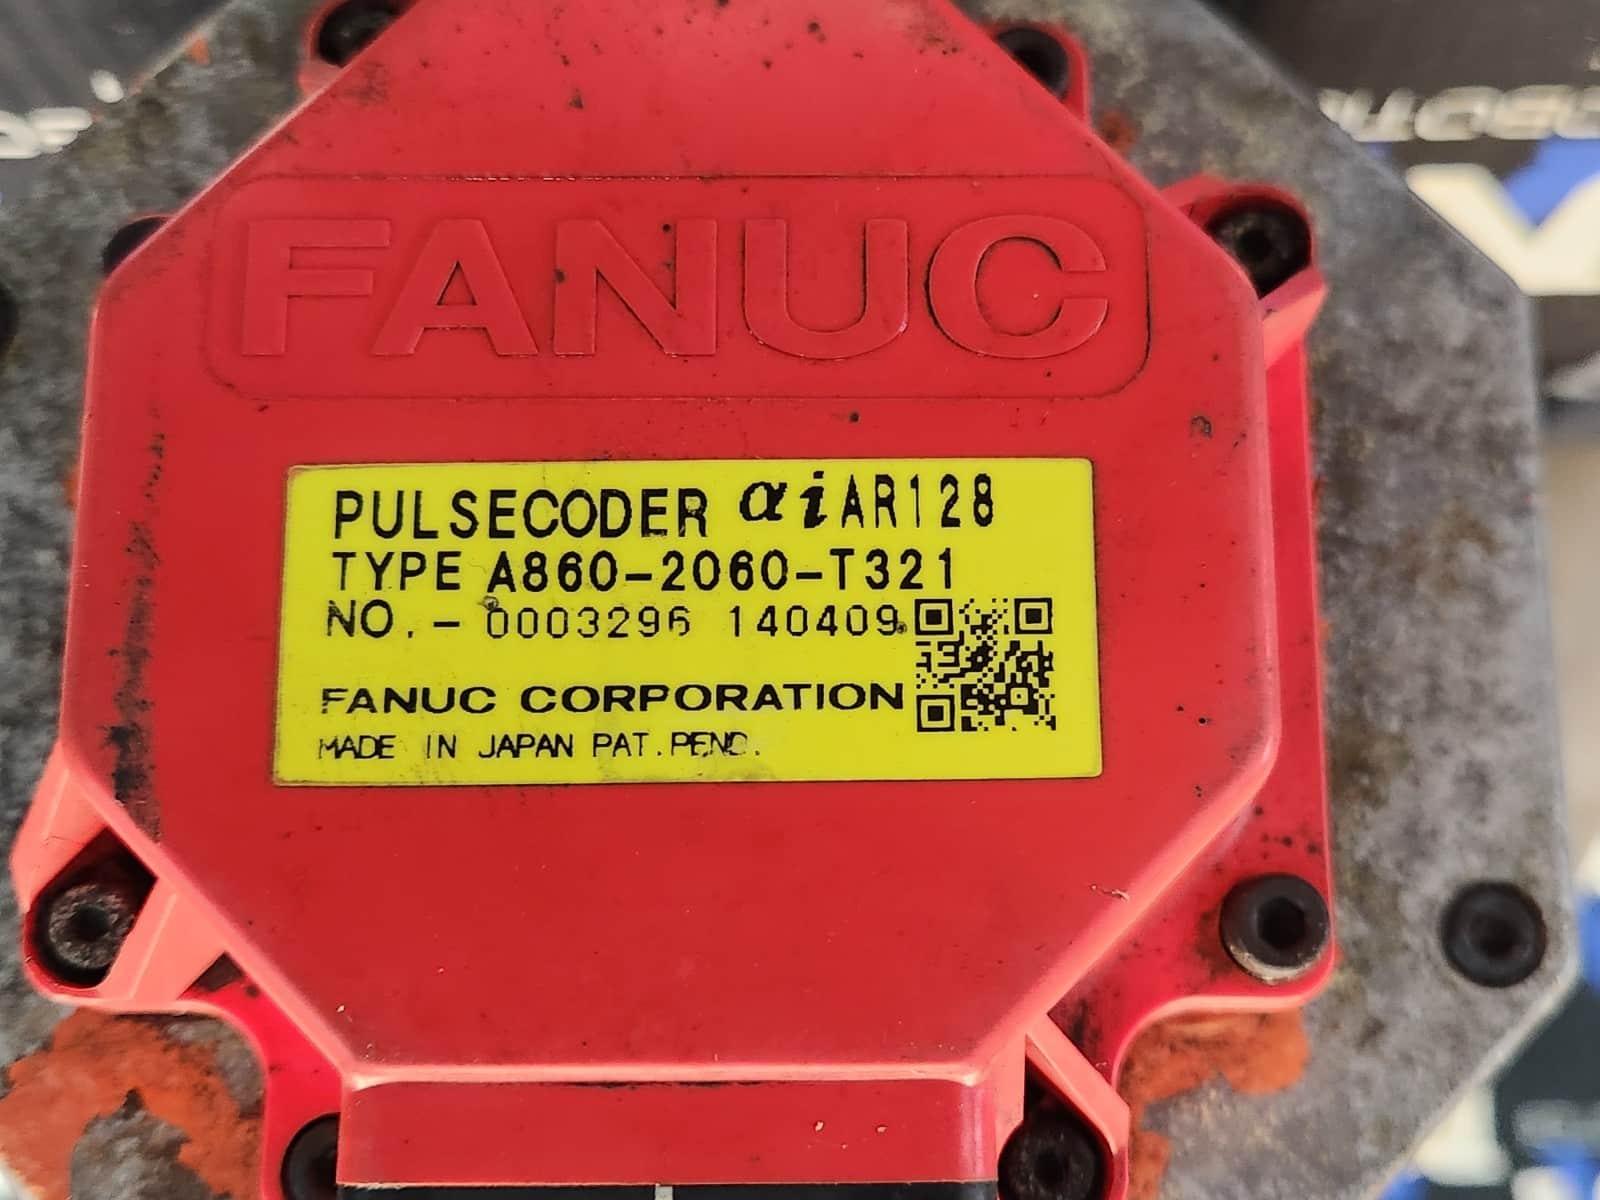 FANUC
PULSECODER αiAR128
TYPE A860-2060-T321
NO.- 0003296 140409
FANUC CORPORATION
MADE IN JAPAN PAT.PEND.